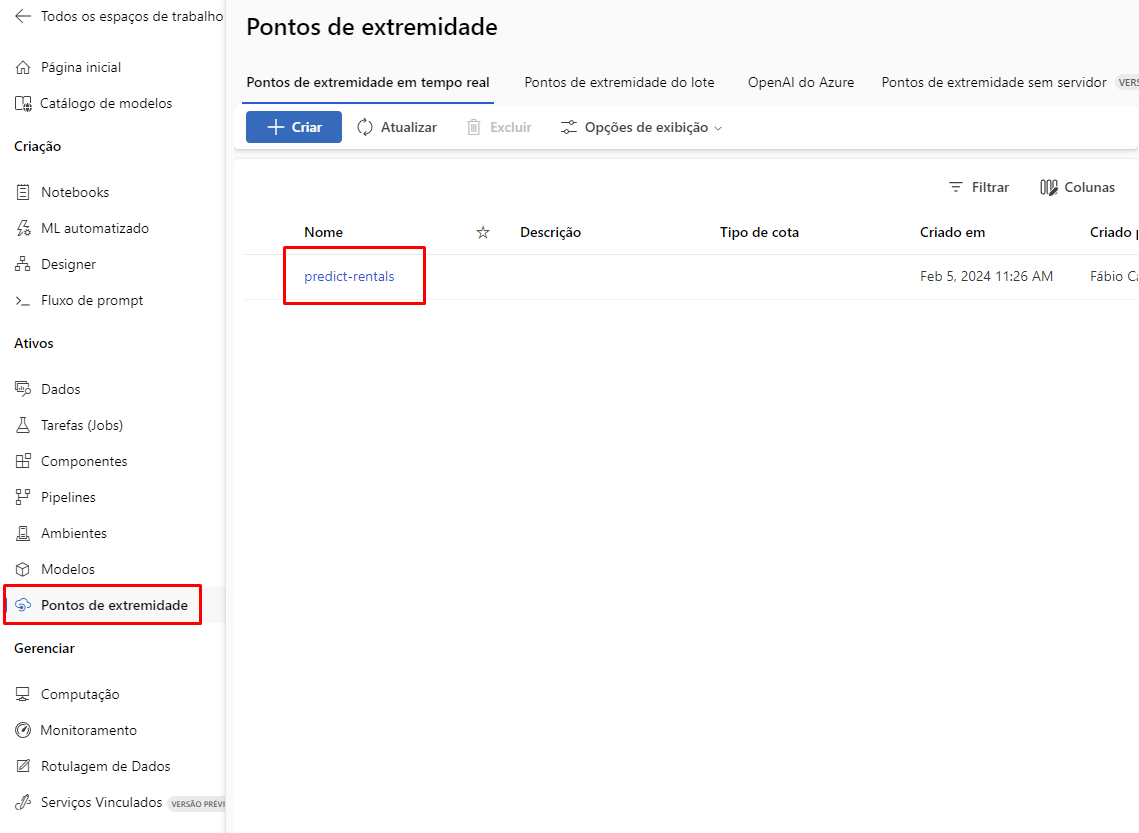 Todos os espaços de trabalho
Página inicial
Catálogo de modelos
Criação
Notebooks
ML automatizado
Designer
Fluxo de prompt
Ativos
Dados
Tarefas (Jobs)
Componentes
Pipelines
Ambientes
Modelos
Pontos de extremidade
Gerenciar
Computação
Monitoramento
Rotulagem de Dados
Serviços Vinculados VERSÃO PRÉVI
Pontos de extremidade
Pontos de extremidade em tempo real Pontos de extremidade do lote OpenAI do Azure Pontos de extremidade sem servidor VERS
Criar Atualizar Excluir Opções de exibição
Filtrar Colunas
Nome Descrição Tipo de cota Criado em Criado
predict-rentals Feb 5, 2024 11:26 AM Fábio